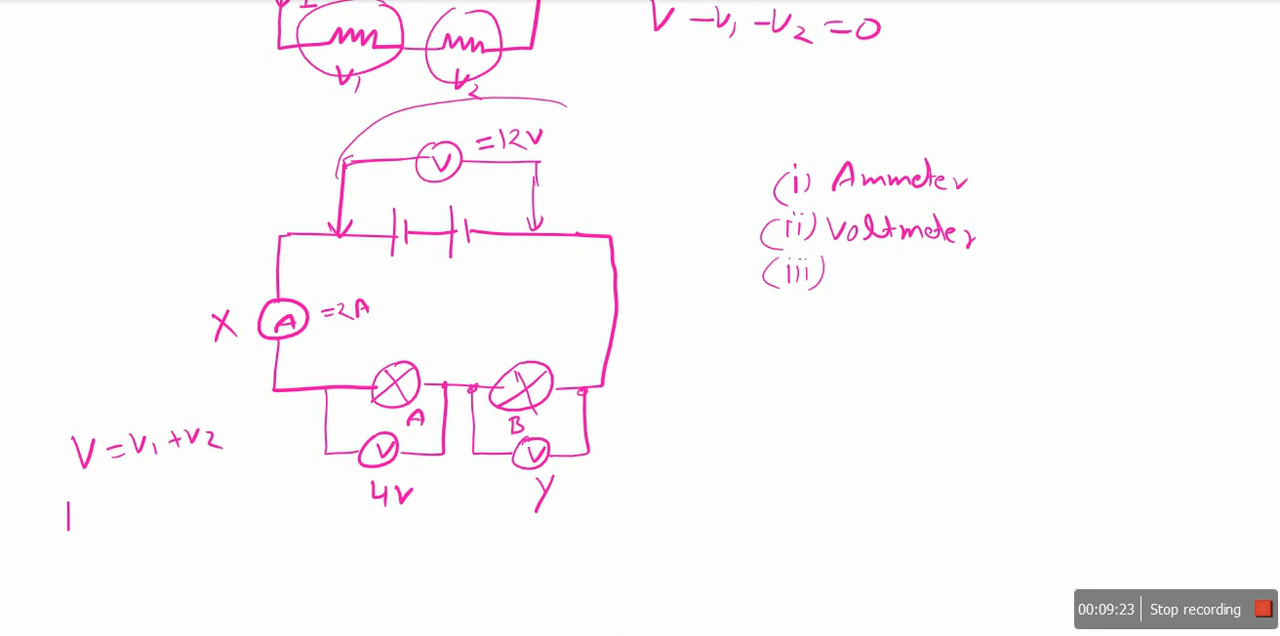 I
V - V₁ - V₂ = 0
V₁
V₂
V = 12V
(i) Ammeter
(ii) Voltmeter
(iii)
X A = 2A
A
B
V = V₁ + V₂
V
V
4V
Y
1
00:09:23 Stop recording